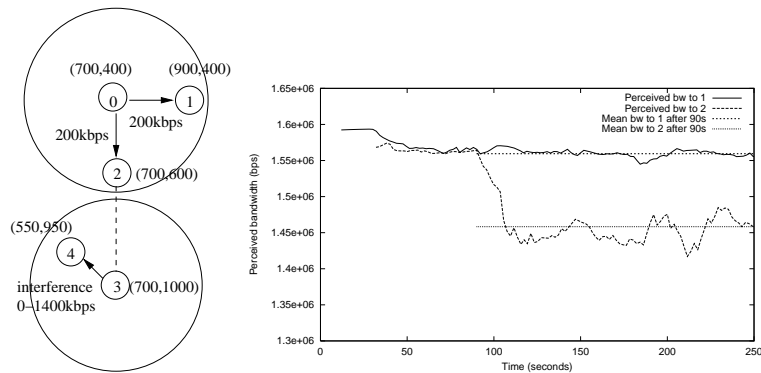 (700,400)
(900,400)
0
1
200kbps
200kbps
2
(700,600)
(550,950)
4
3
(700,1000)
interference
0–1400kbps
Perceived bandwidth (bps)
1.65e+06
1.6e+06
1.55e+06
1.5e+06
1.45e+06
1.4e+06
1.35e+06
1.3e+06
Perceived bw to 1
Perceived bw to 2
Mean bw to 1 after 90s
Mean bw to 2 after 90s
0
50
100
150
200
250
Time (seconds)